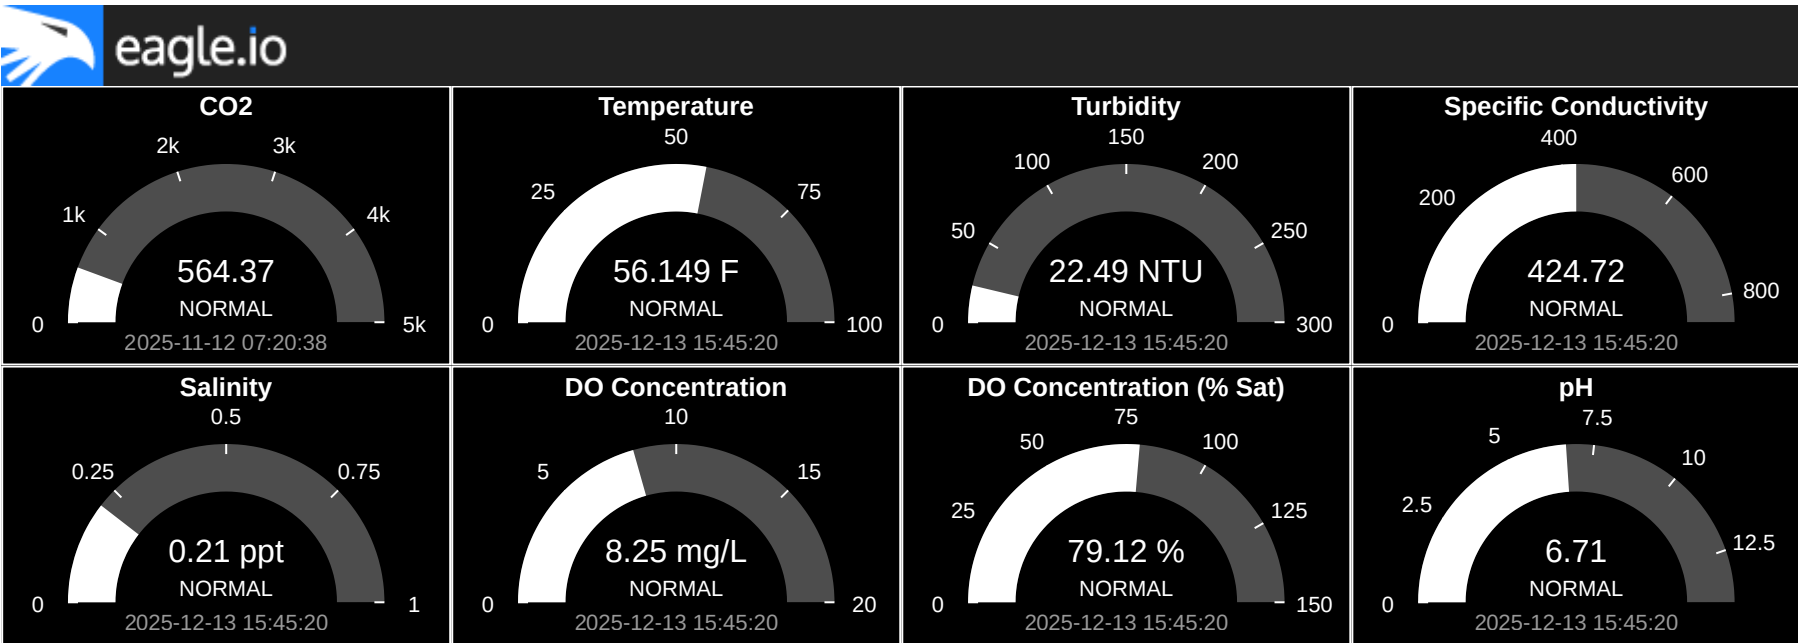 eagle.io
CO2
2k 3k
1k 4k
564.37
NORMAL
0 5k
2025-11-12 07:20:38
Temperature
50
25 75
56.149 F
NORMAL
0 100
2025-12-13 15:45:20
Turbidity
150
100 200
50 250
22.49 NTU
NORMAL
0 300
2025-12-13 15:45:20
Specific Conductivity
400
600
200
424.72
800
NORMAL
0
2025-12-13 15:45:20
Salinity
0.5
0.25 0.75
0.21 ppt
NORMAL
0 1
2025-12-13 15:45:20
DO Concentration
10
5 15
8.25 mg/L
NORMAL
0 20
2025-12-13 15:45:20
DO Concentration (% Sat)
75
50 100
25 125
79.12 %
NORMAL
0 150
2025-12-13 15:45:20
pH
7.5
5
10
2.5
12.5
6.71
NORMAL
0
2025-12-13 15:45:20